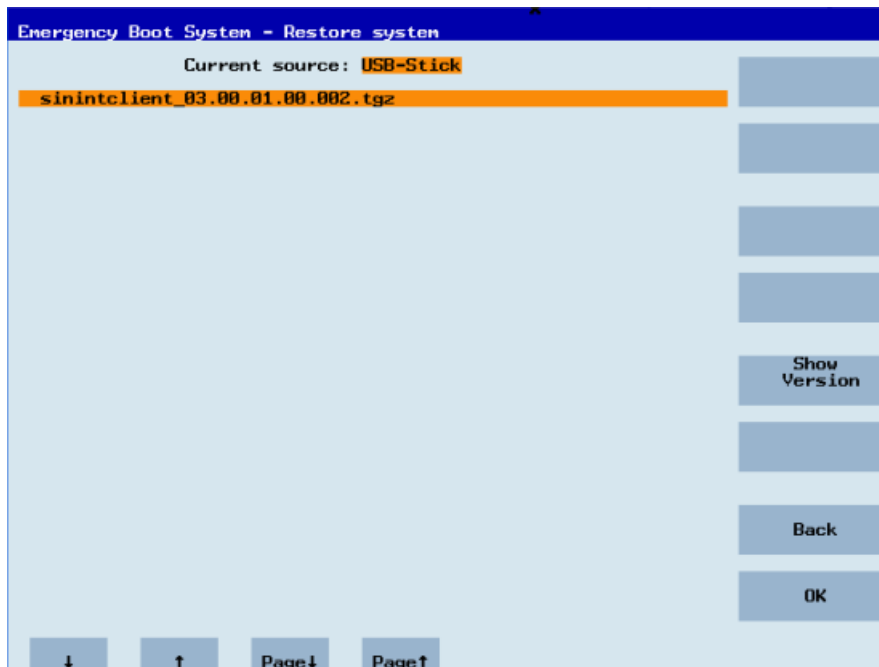 Emergency Boot System - Restore system
Current source: USB-Stick
sinintclient_03.00.01.00.002.tgz
Show
Version
Back
OK
↓ ↑ Page↓ Page↑